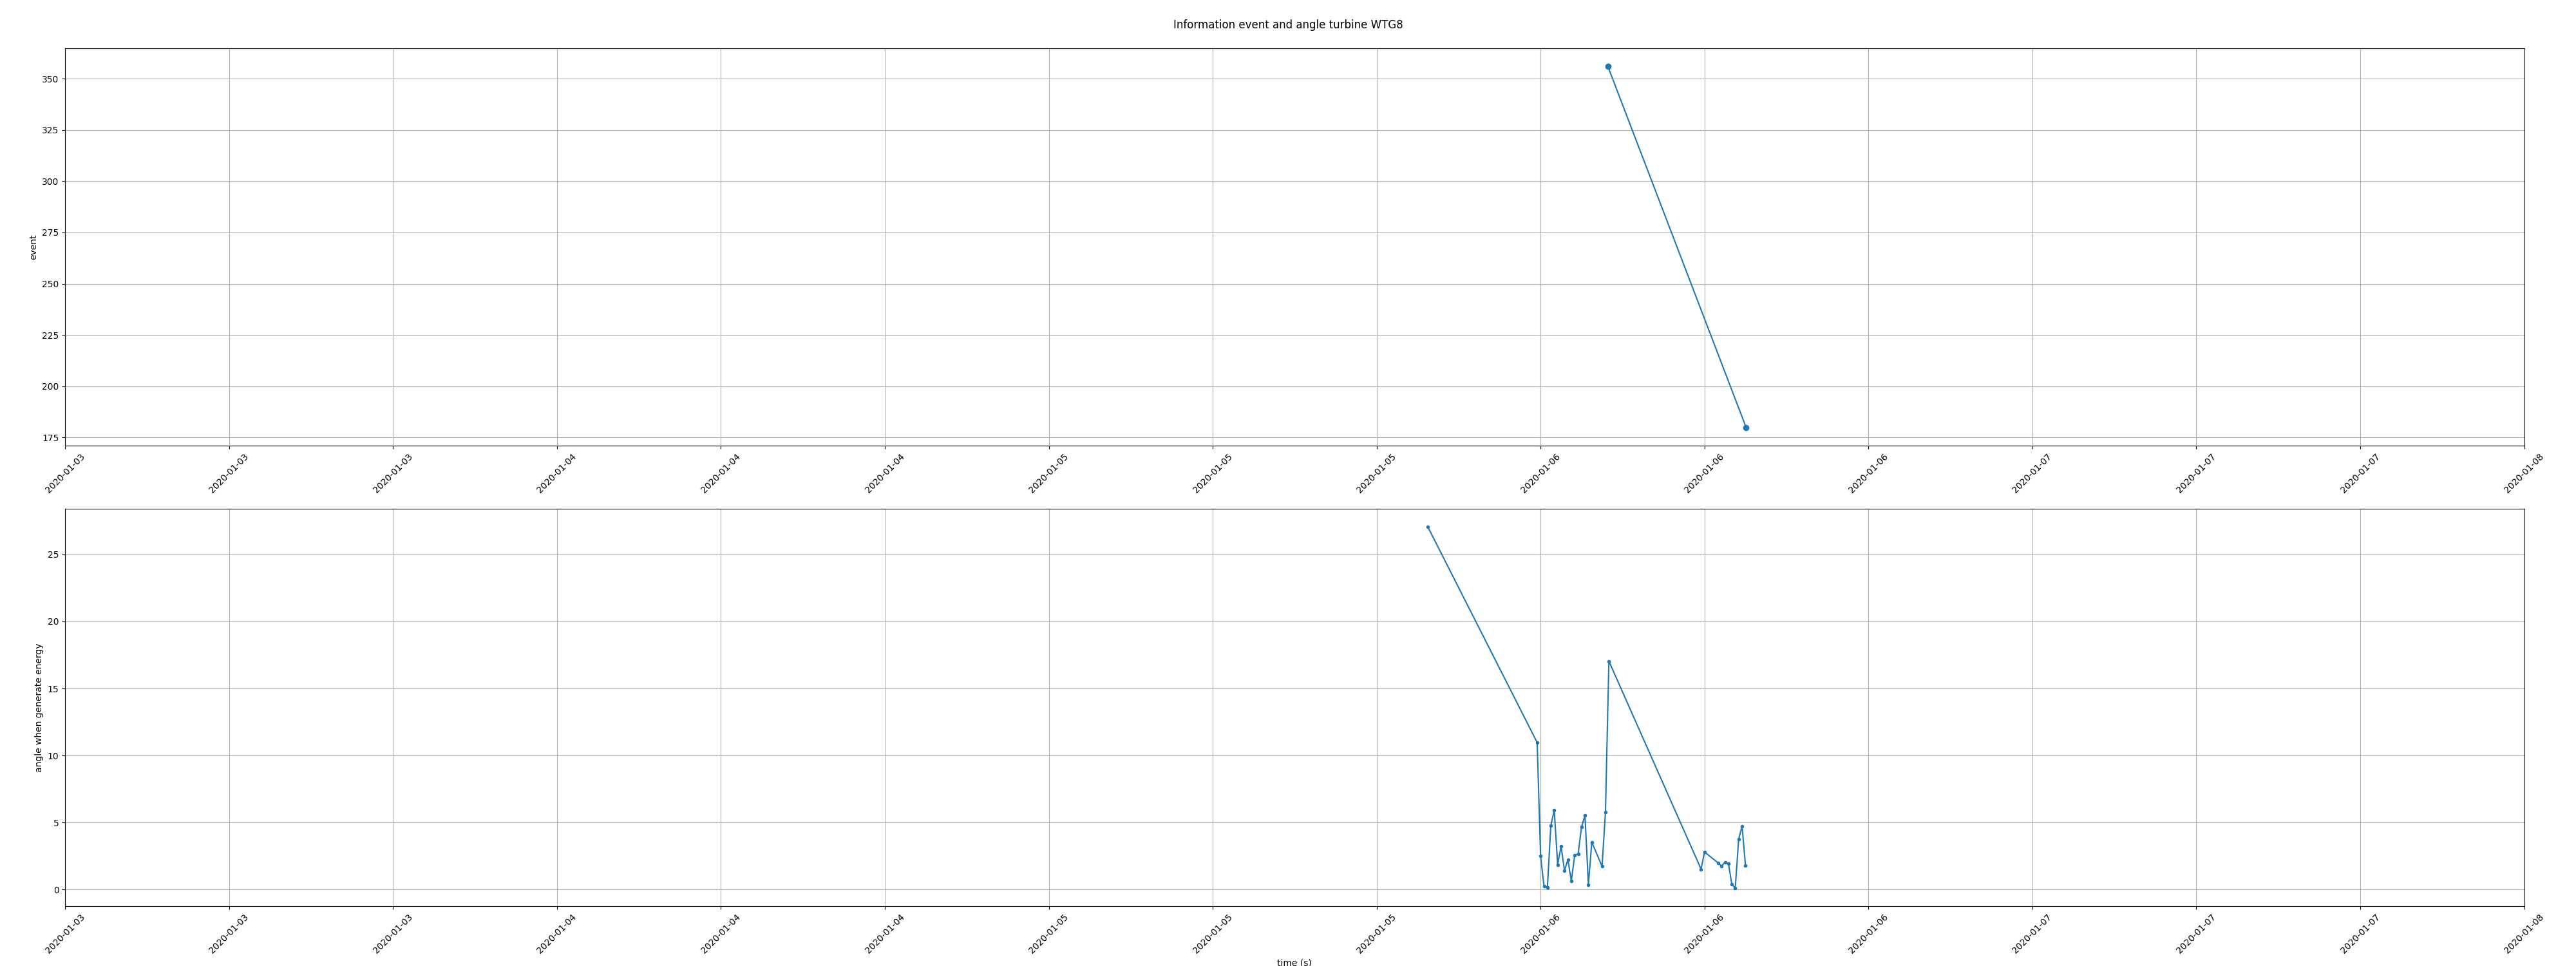 Information event and angle turbine WTG8
350
325
300
275
250
225
200
175
event
2020-01-03 2020-01-03 2020-01-03 2020-01-04 2020-01-04 2020-01-04 2020-01-05 2020-01-05 2020-01-05 2020-01-06 2020-01-06 2020-01-06 2020-01-07 2020-01-07 2020-01-07 2020-01-08
25
20
15
10
5
0
angle when generate energy
2020-01-03 2020-01-03 2020-01-03 2020-01-04 2020-01-04 2020-01-04 2020-01-05 2020-01-05 2020-01-05 2020-01-06 2020-01-06 2020-01-06 2020-01-07 2020-01-07 2020-01-07 2020-01-08
time (s)